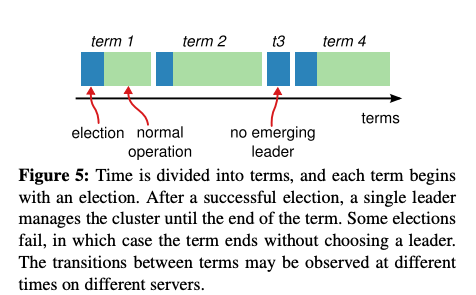 term 1 term 2 t3 term 4
election normal operation no emerging leader terms
Figure 5: Time is divided into terms, and each term begins
with an election. After a successful election, a single leader
manages the cluster until the end of the term. Some elections
fail, in which case the term ends without choosing a leader.
The transitions between terms may be observed at different
times on different servers.